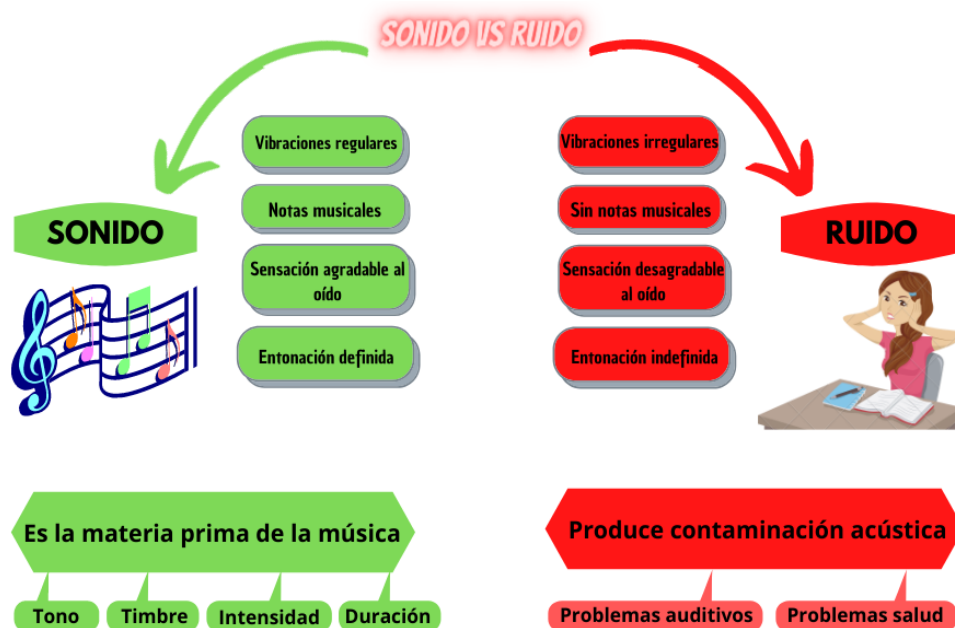 SONIDO VS RUIDO
SONIDO
Vibraciones regulares
Notas musicales
Sensación agradable al
oído
Entonación definida
Es la materia prima de la música
Tono
Timbre
Intensidad
Duración
RUIDO
Vibraciones irregulares
Sin notas musicales
Sensación desagradable
al oído
Entonación indefinida
Produce contaminación acústica
Problemas auditivos
Problemas salud